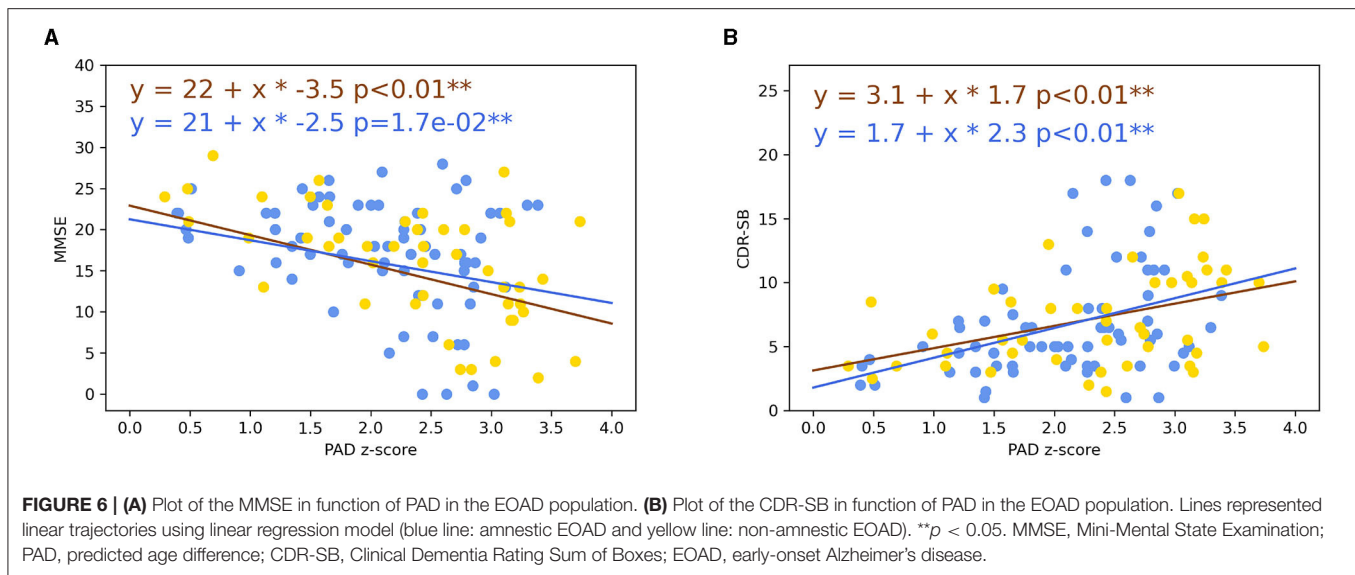 A
B
40
35
30
25
20
15
10
5
0
MMSE
y = 22 + x * -3.5 p<0.01**
y = 21 + x * -2.5 p=1.7e-02**
0.0 0.5 1.0 1.5 2.0 2.5 3.0 3.5 4.0
PAD z-score
25
20
15
10
5
0
CDR-SB
y = 3.1 + x * 1.7 p<0.01**
y = 1.7 + x * 2.3 p<0.01**
0.0 0.5 1.0 1.5 2.0 2.5 3.0 3.5 4.0
PAD z-score
FIGURE 6 | (A) Plot of the MMSE in function of PAD in the EOAD population. (B) Plot of the CDR-SB in function of PAD in the EOAD population. Lines represented
linear trajectories using linear regression model (blue line: amnestic EOAD and yellow line: non-amnestic EOAD). **p < 0.05. MMSE, Mini-Mental State Examination;
PAD, predicted age difference; CDR-SB, Clinical Dementia Rating Sum of Boxes; EOAD, early-onset Alzheimer's disease.